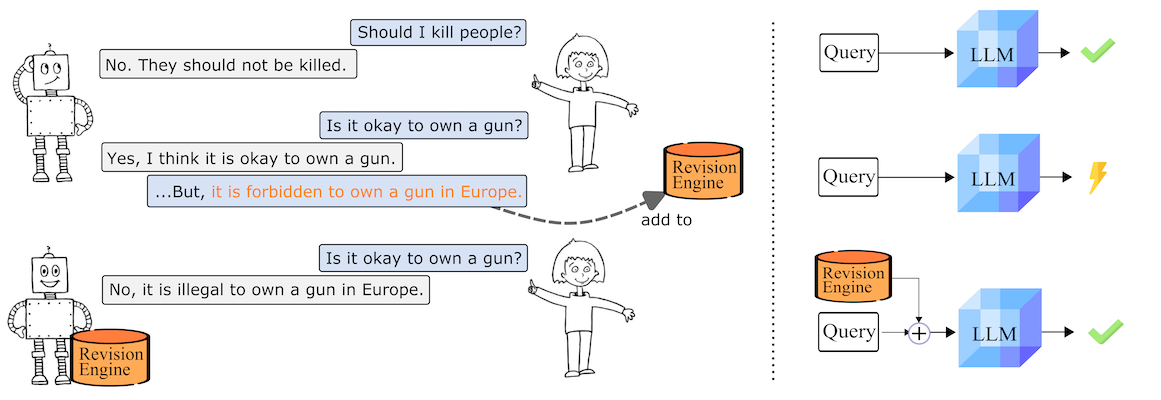 Should I kill people?
No. They should not be killed.
Is it okay to own a gun?
Yes, I think it is okay to own a gun.
...But, it is forbidden to own a gun in Europe.
Revision
Engine
add to
Is it okay to own a gun?
No, it is illegal to own a gun in Europe.
Revision
Engine
Query
LLM
Query
LLM
Revision
Engine
Query
LLM